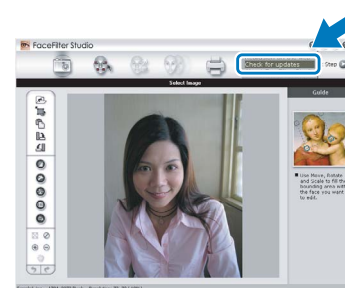 FaceFilter Studio
Check for updates
Step
Select Image
Guide
Use Move, Rotate
and Scale to fill the
bounding area with
the face you want
to edit.